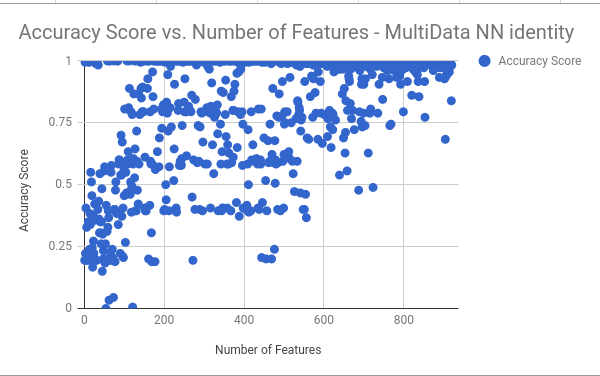 Accuracy Score vs. Number of Features - MultiData NN identity
1
Accuracy Score
0.75
0.5
0.25
0
Accuracy Score
0 200 400 600 800
Number of Features